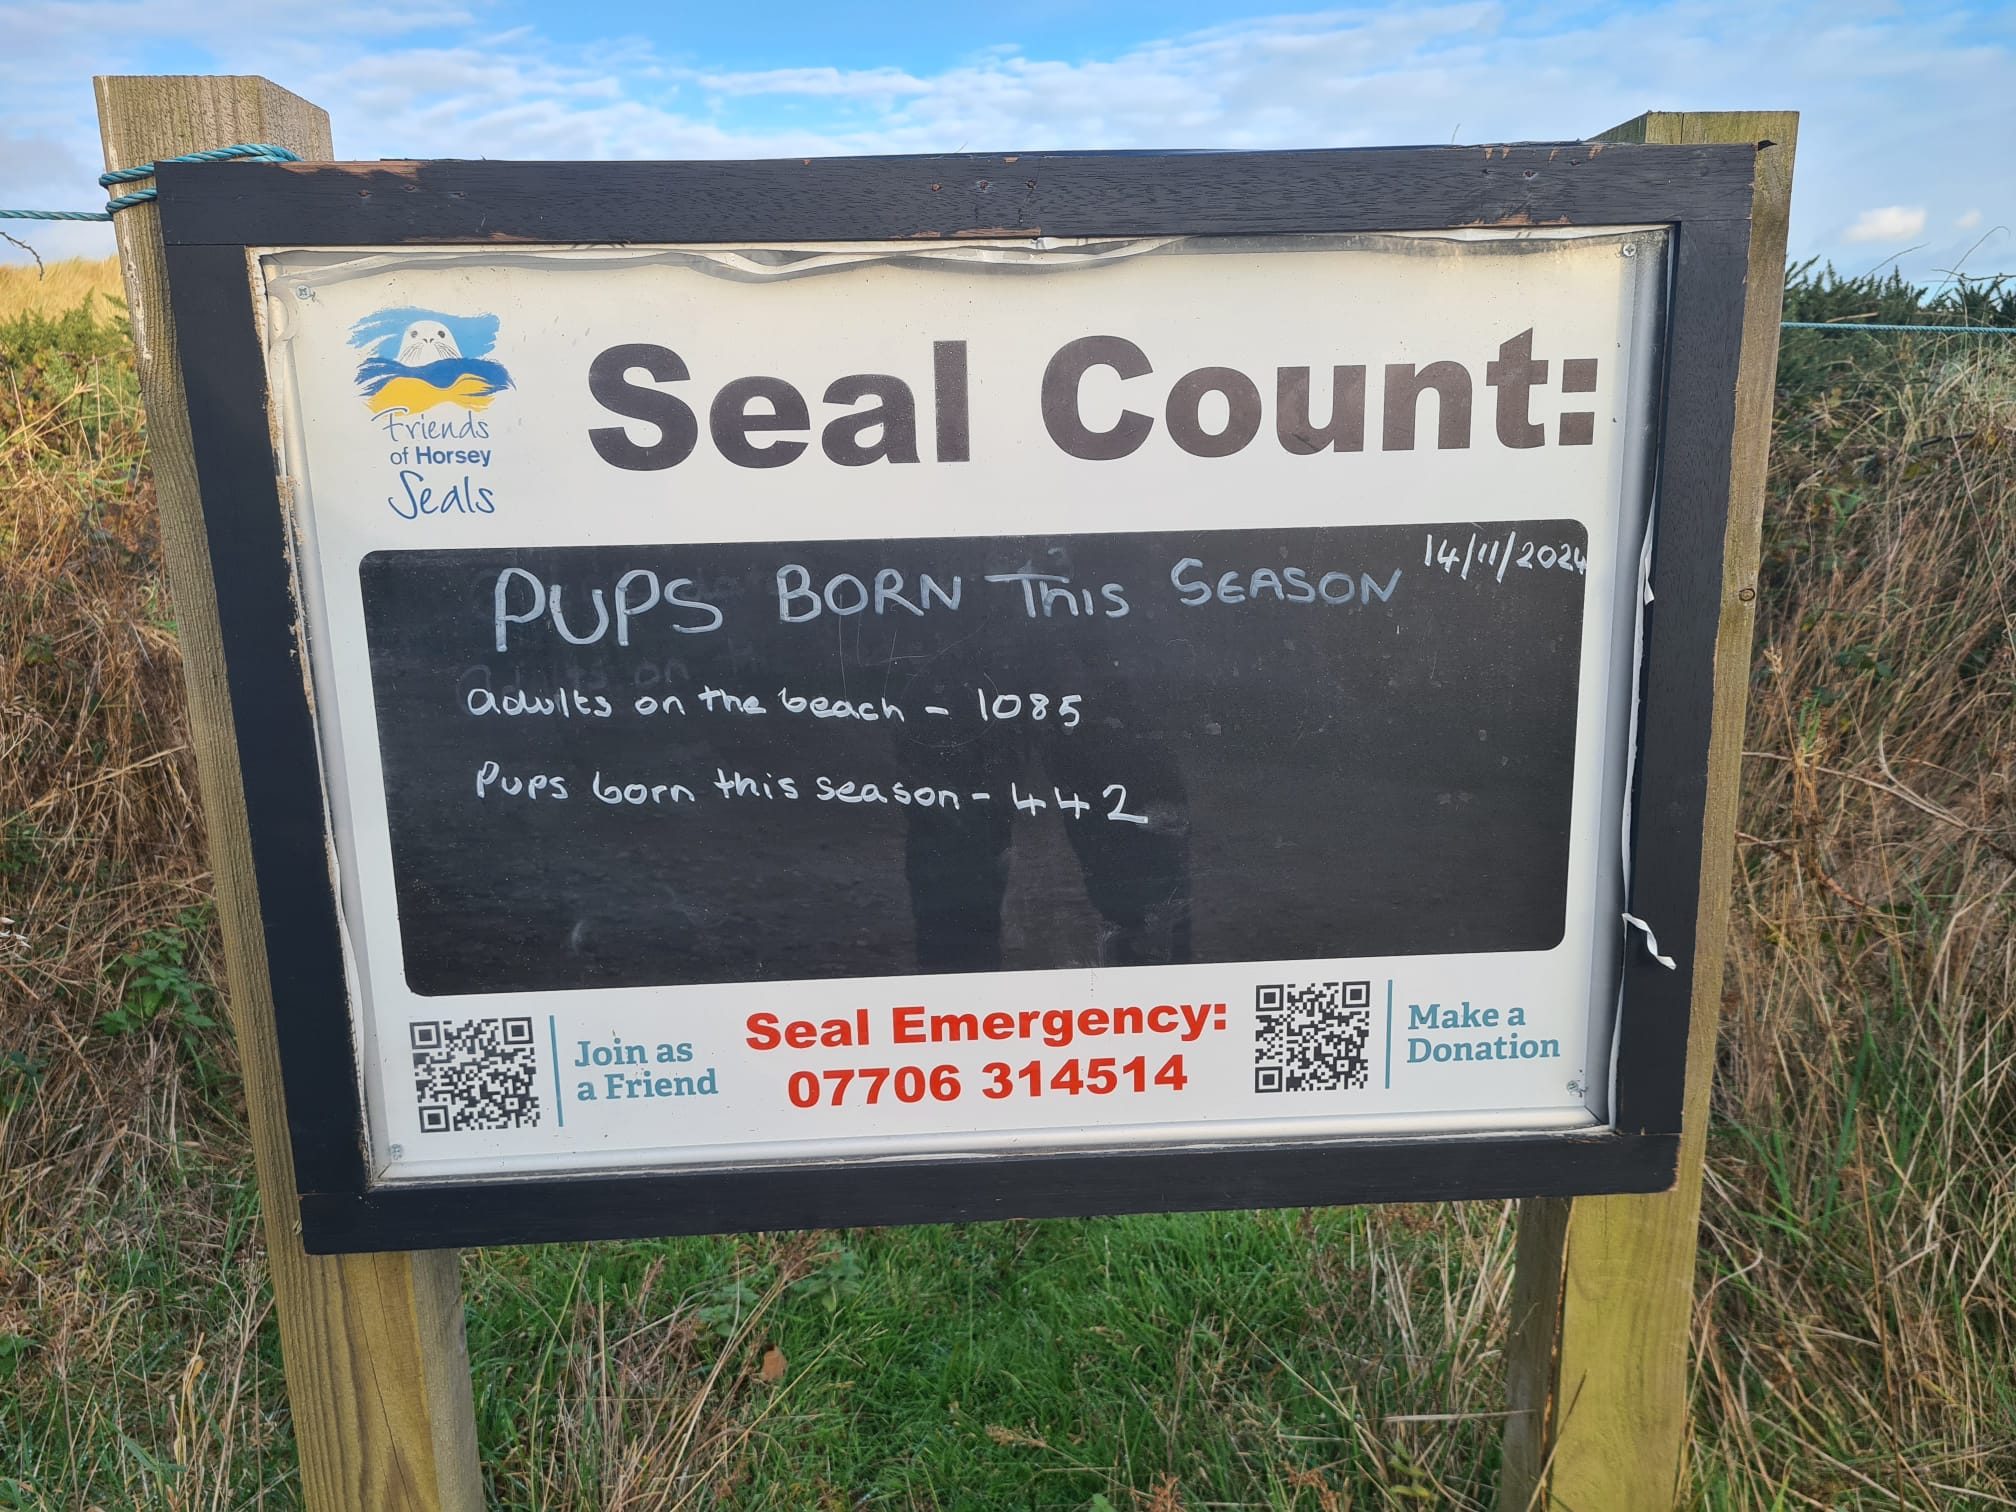 Friends
of Horsey
Seals
Seal Count:
14/11/2024
PUPS BORN This SEASON
adults on the beach - 1085
Pups born this season - 442
Join as
a Friend
Seal Emergency:
07706 314514
Make a
Donation